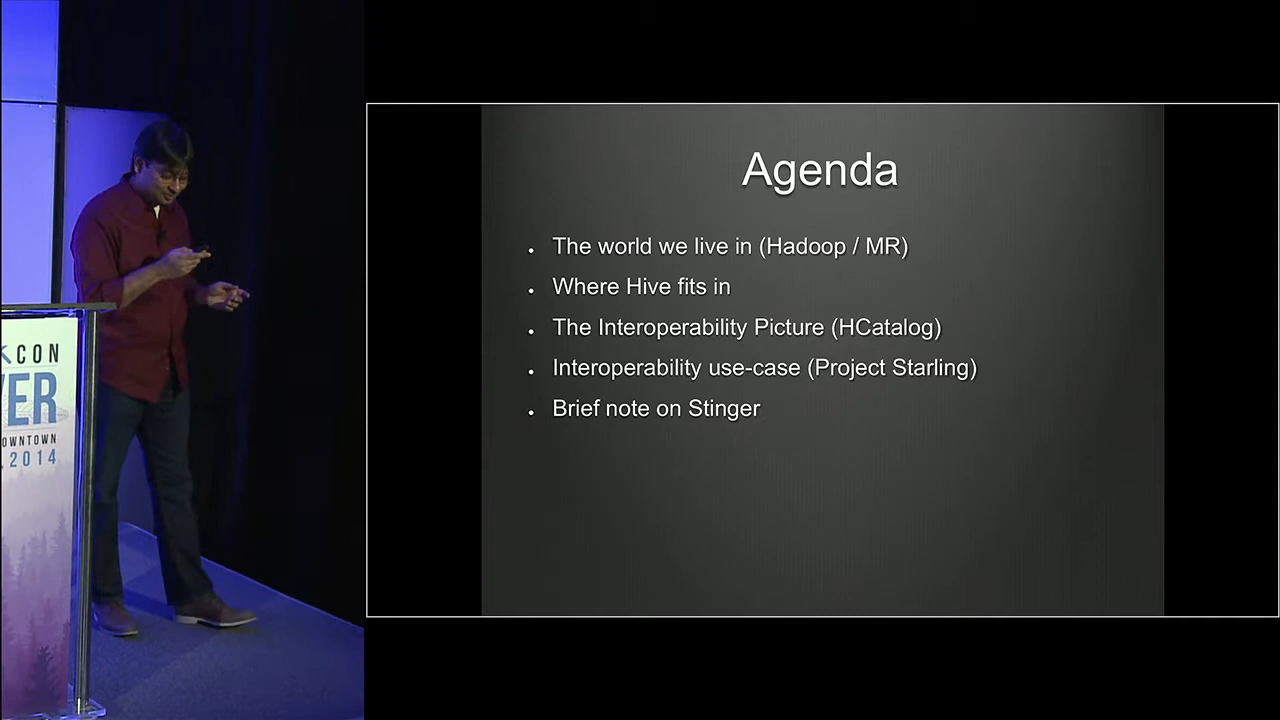 CON
ER
OWNTOWN
,2014
Agenda
The world we live in (Hadoop / MR)
Where Hive fits in
The Interoperability Picture (HCatalog)
Interoperability use-case (Project Starling)
Brief note on Stinger